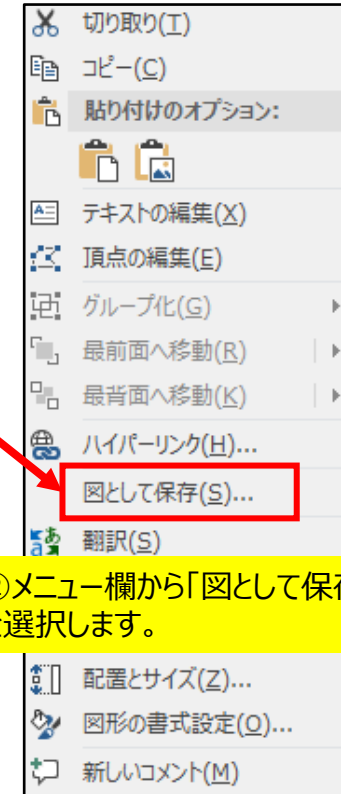 切り取り(T)
コピー(C)
貼り付けのオプション:
テキストの編集(X)
頂点の編集(E)
グループ化(G)
最前面へ移動(R)
最背面へ移動(K)
ハイパーリンク(H)...
図として保存(S)...
翻訳(S)
②メニュー欄から「図として保存
を選択します。
配置とサイズ(Z)...
図形の書式設定(O)...
新しいコメント(M)